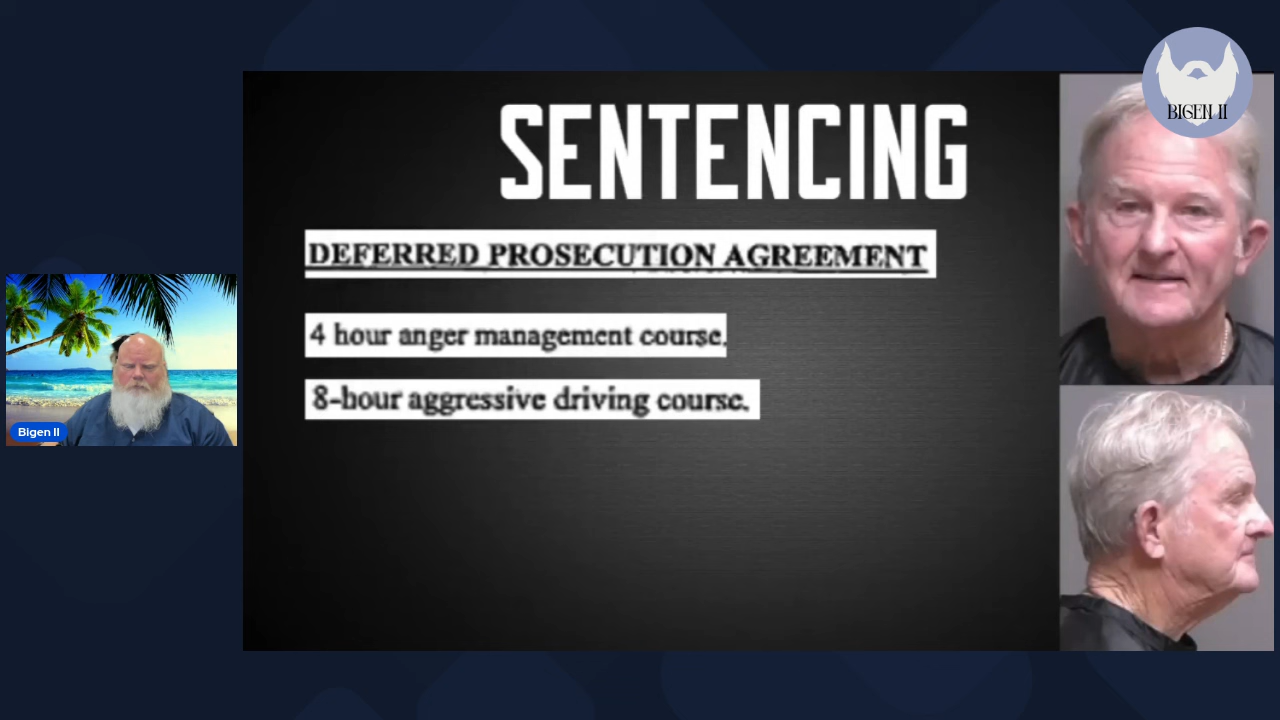 SENTENCING
DEFERRED PROSECUTION AGREEMENT
4 hour anger management course.
8-hour aggressive driving course.
BIGEN II
Bigen II